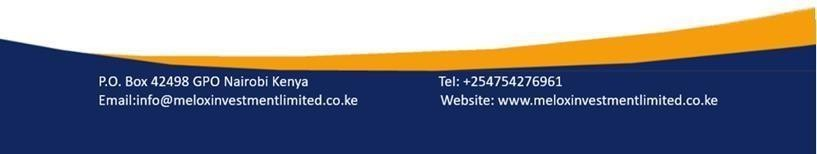 P.O. Box 42498 GPO Nairobi Kenya Tel: +254754276961
Email:info@meloxinvestmentlimited.co.ke Website: www.meloxinvestmentlimited.co.ke